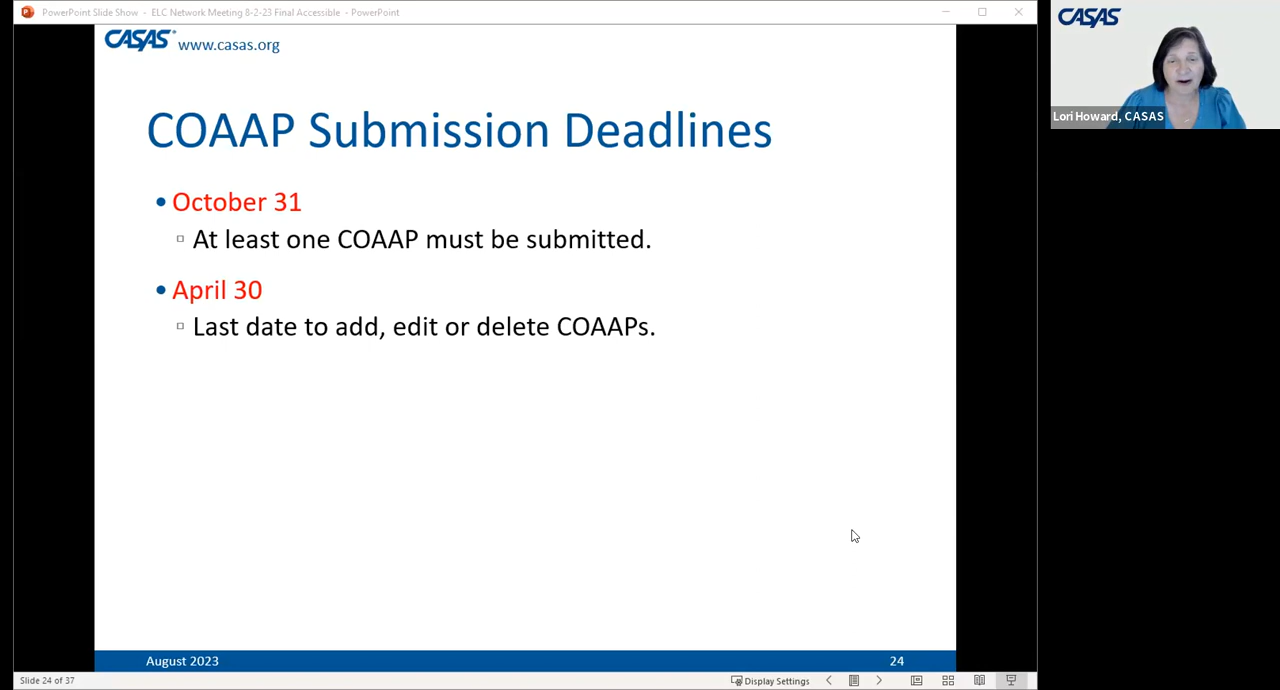 PowerPoint Slide Show - ELC Network Meeting 8-2-23 Final Accessible - PowerPoint
CASAS www.casas.org
CASAS
Lori Howard, CASAS
COAAP Submission Deadlines
• October 31
At least one COAAP must be submitted.
• April 30
Last date to add, edit or delete COAAPs.
August 2023 24
Slide 24 of 37 Display Settings